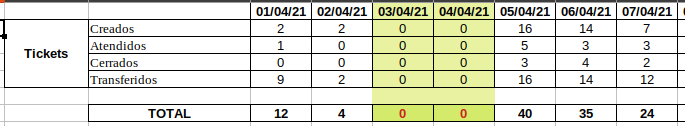 01/04/21 02/04/21 03/04/21 04/04/21 05/04/21 06/04/21 07/04/21
Creados 2 2 0 0 16 14 7
Atendidos 1 0 0 0 5 3 3
Tickets
Cerrados 0 0 0 0 3 4 2
Transferidos 9 2 0 0 16 14 12
TOTAL 12 4 0 0 40 35 24